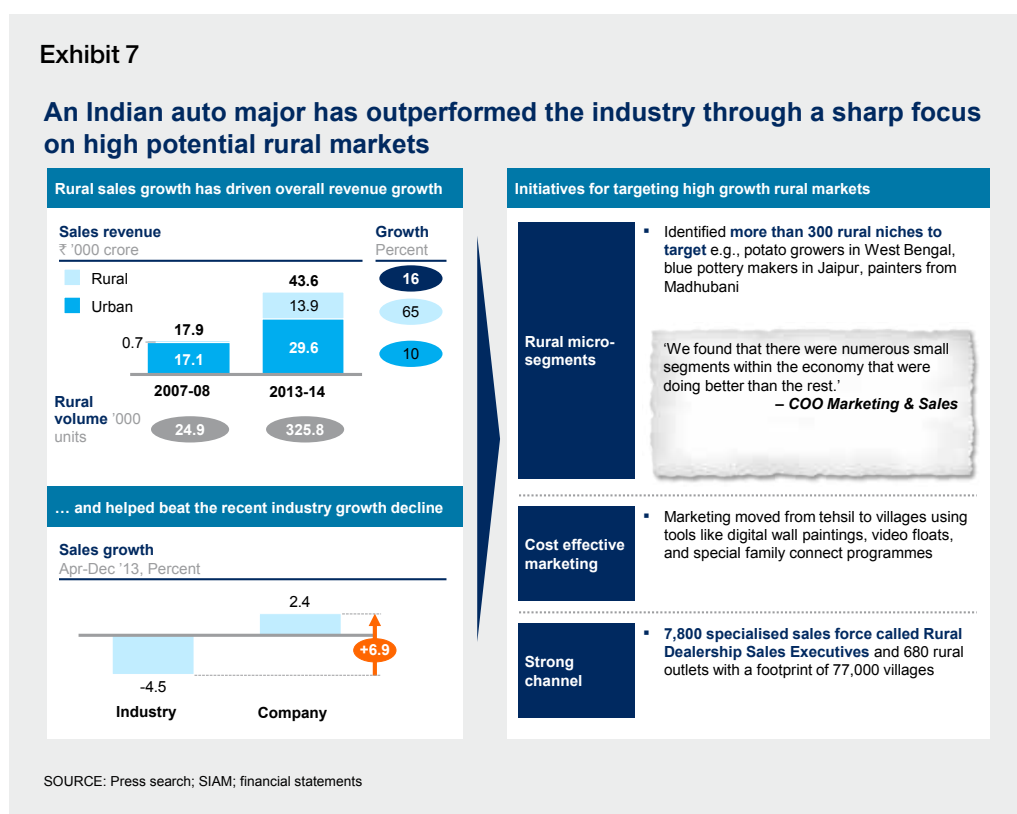 Exhibit 7
An Indian auto major has outperformed the industry through a sharp focus
on high potential rural markets
Rural sales growth has driven overall revenue growth
Sales revenue
₹ ’000 crore
Growth
Percent
Rural
Urban
17.9
0.7
17.1
43.6
13.9
29.6
16
65
10
2007-08
2013-14
Rural
volume ’000
units
24.9
325.8
… and helped beat the recent industry growth decline
Sales growth
Apr-Dec ’13, Percent
2.4
+6.9
-4.5
Industry
Company
Initiatives for targeting high growth rural markets
Rural micro-
segments
▪ Identified more than 300 rural niches to
target e.g., potato growers in West Bengal,
blue pottery makers in Jaipur, painters from
Madhubani
‘We found that there were numerous small
segments within the economy that were
doing better than the rest.’
– COO Marketing & Sales
Cost effective
marketing
▪ Marketing moved from tehsil to villages using
tools like digital wall paintings, video floats,
and special family connect programmes
Strong
channel
▪ 7,800 specialised sales force called Rural
Dealership Sales Executives and 680 rural
outlets with a footprint of 77,000 villages
SOURCE: Press search; SIAM; financial statements